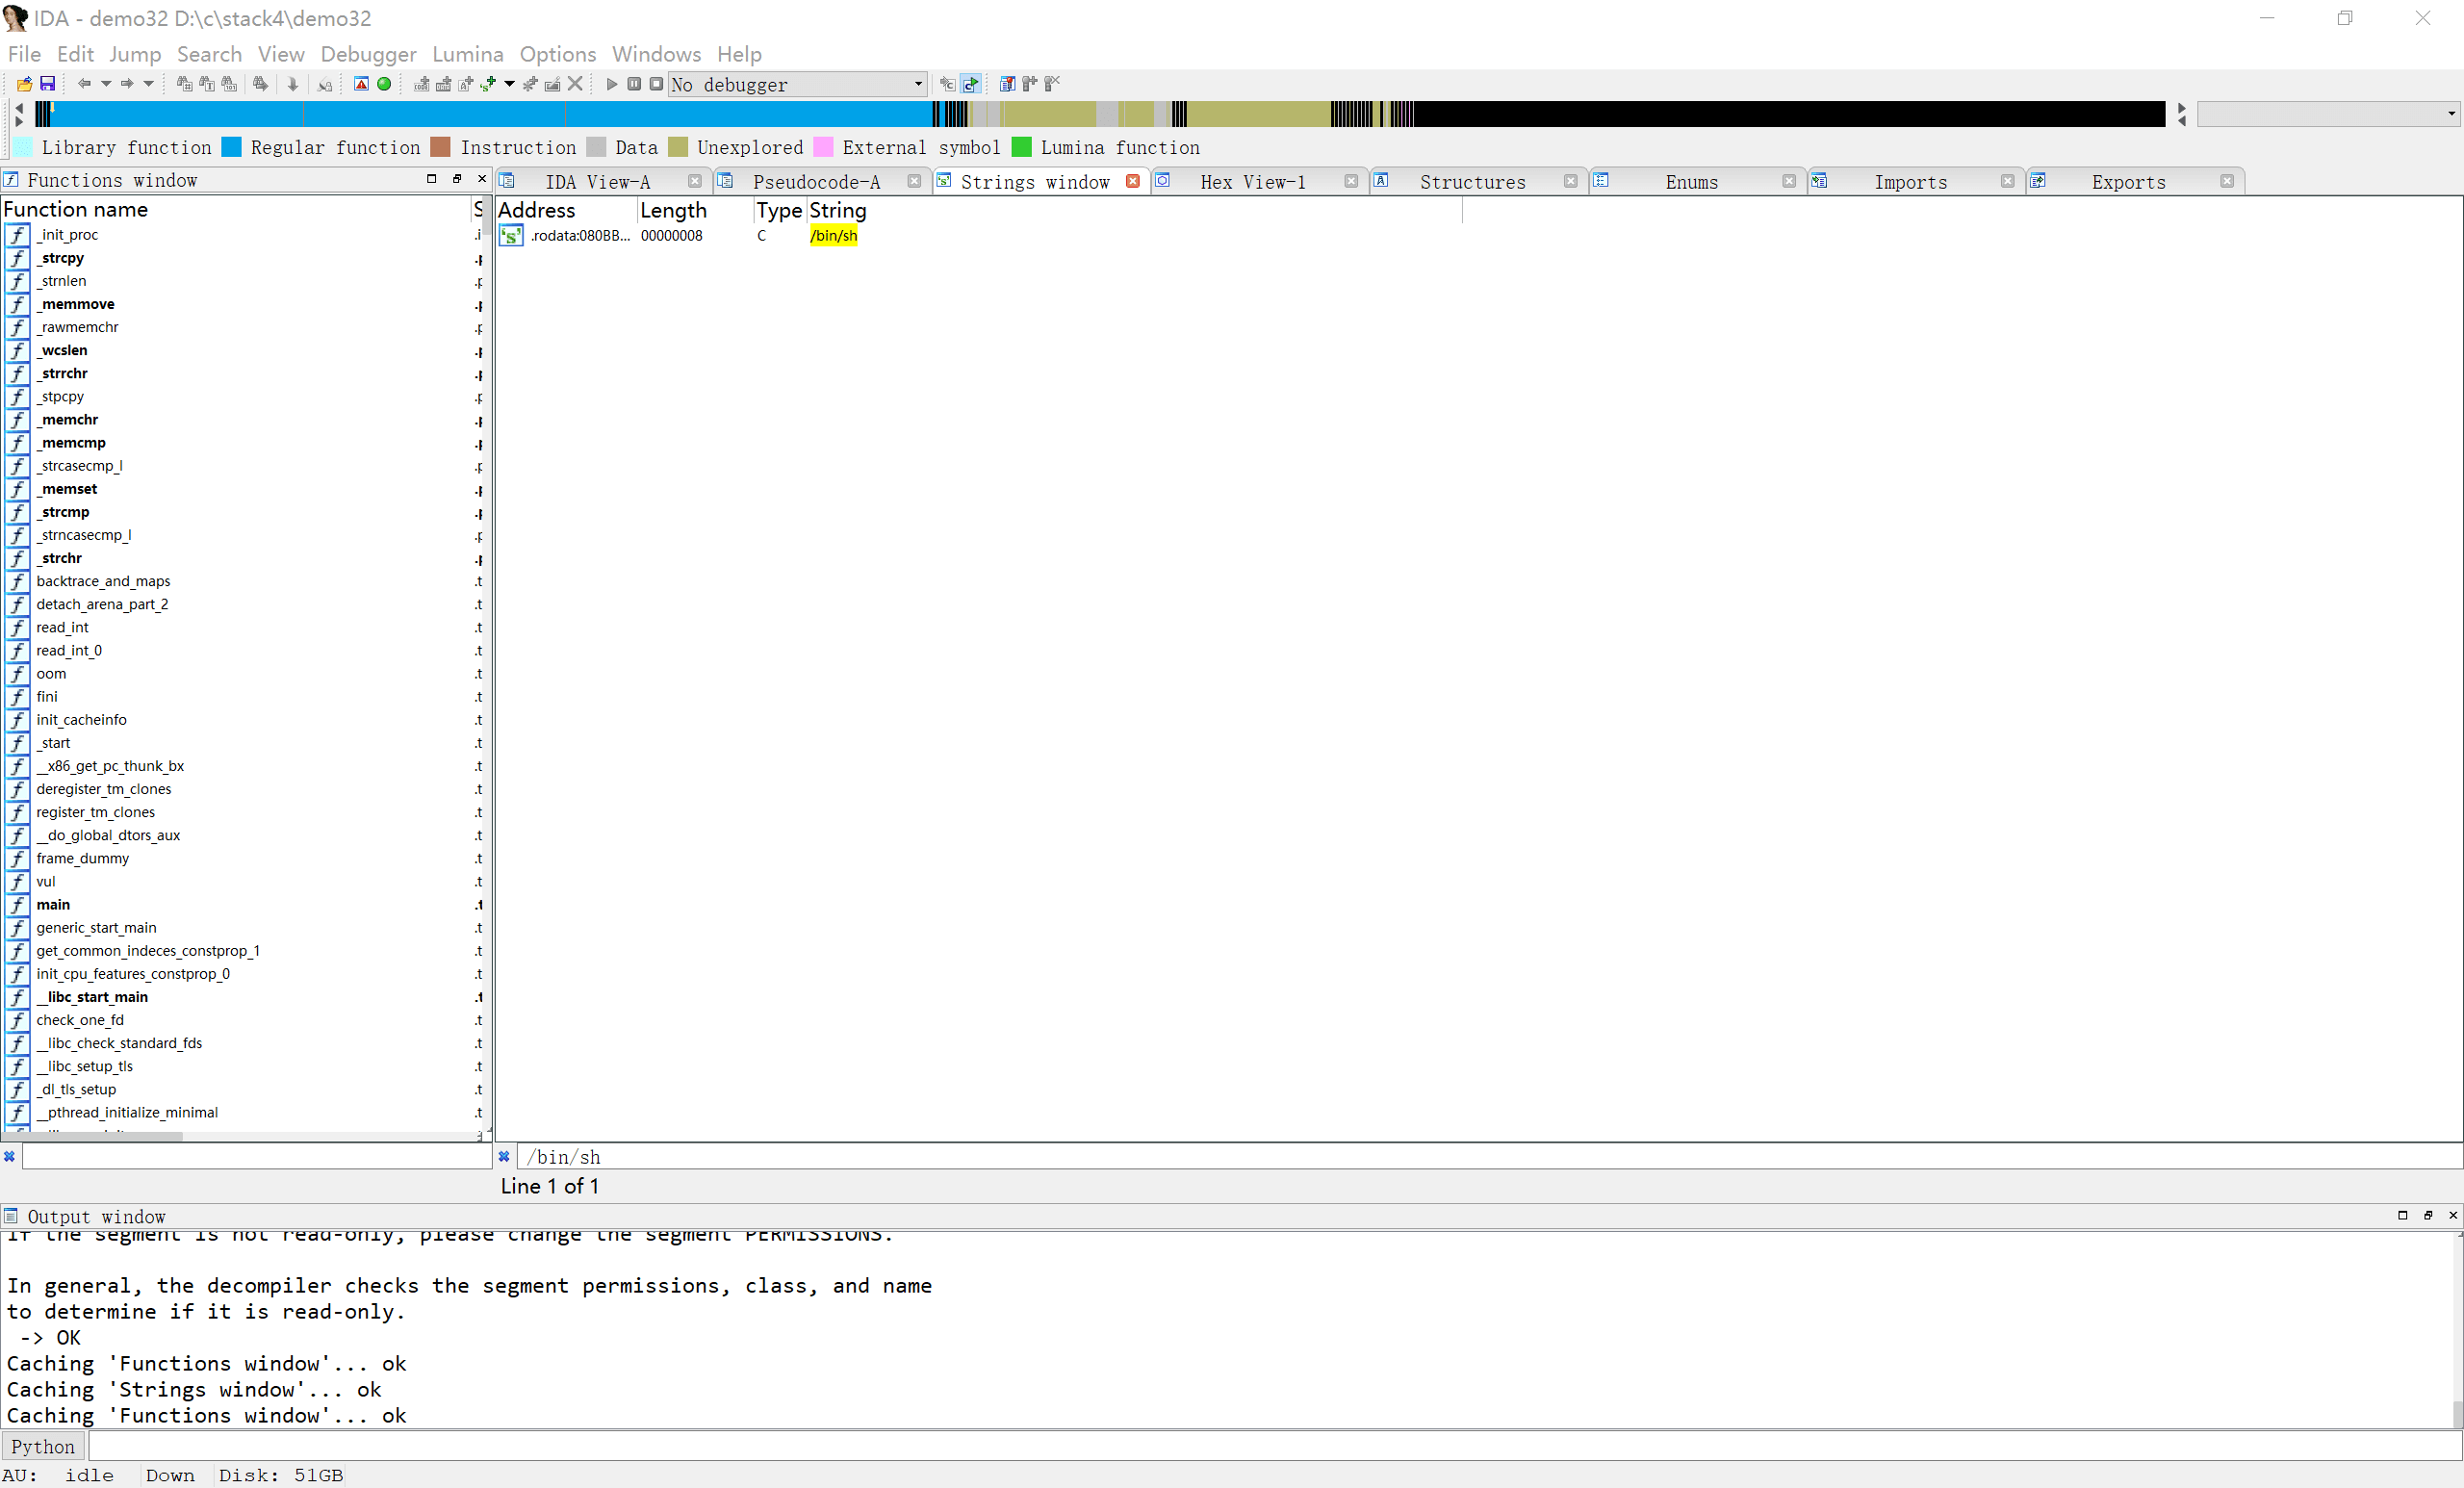 IDA - demo32 D:\c\stack4\demo32
File Edit Jump Search View Debugger Lumina Options Windows Help
No debugger
Library function Regular function Instruction Data Unexplored External symbol Lumina function
Functions window
IDA View-A Pseudocode-A Strings window Hex View-1 Structures Enums Imports Exports
Function name
Address Length Type String
.rodata:080BB... 00000008 C /bin/sh
_init_proc .i
_strcpy
_strnlen
_memmove
_rawmemchr
_wcslen
_strrchr
_stpcpy
_memchr
_memcmp
_strcasecmp_l
_memset
_strcmp
_strncasecmp_l
_strchr
backtrace_and_maps .t
detach_arena_part_2 .t
read_int .t
read_int_0 .t
oom .t
fini .t
init_cacheinfo .t
_start .t
__x86_get_pc_thunk_bx .t
deregister_tm_clones .t
register_tm_clones .t
__do_global_dtors_aux .t
frame_dummy .t
vul .t
main .t
generic_start_main .t
get_common_indeces_constprop_1 .t
init_cpu_features_constprop_0 .t
__libc_start_main .t
check_one_fd .t
__libc_check_standard_fds .t
__libc_setup_tls .t
_dl_tls_setup .t
__pthread_initialize_minimal .t
/bin/sh
Line 1 of 1
Output window
If the segment is not read-only, please change the segment PERMISSIONS.
In general, the decompiler checks the segment permissions, class, and name
to determine if it is read-only.
-> OK
Caching 'Functions window'... ok
Caching 'Strings window'... ok
Caching 'Functions window'... ok
Python
AU: idle Down Disk: 51GB